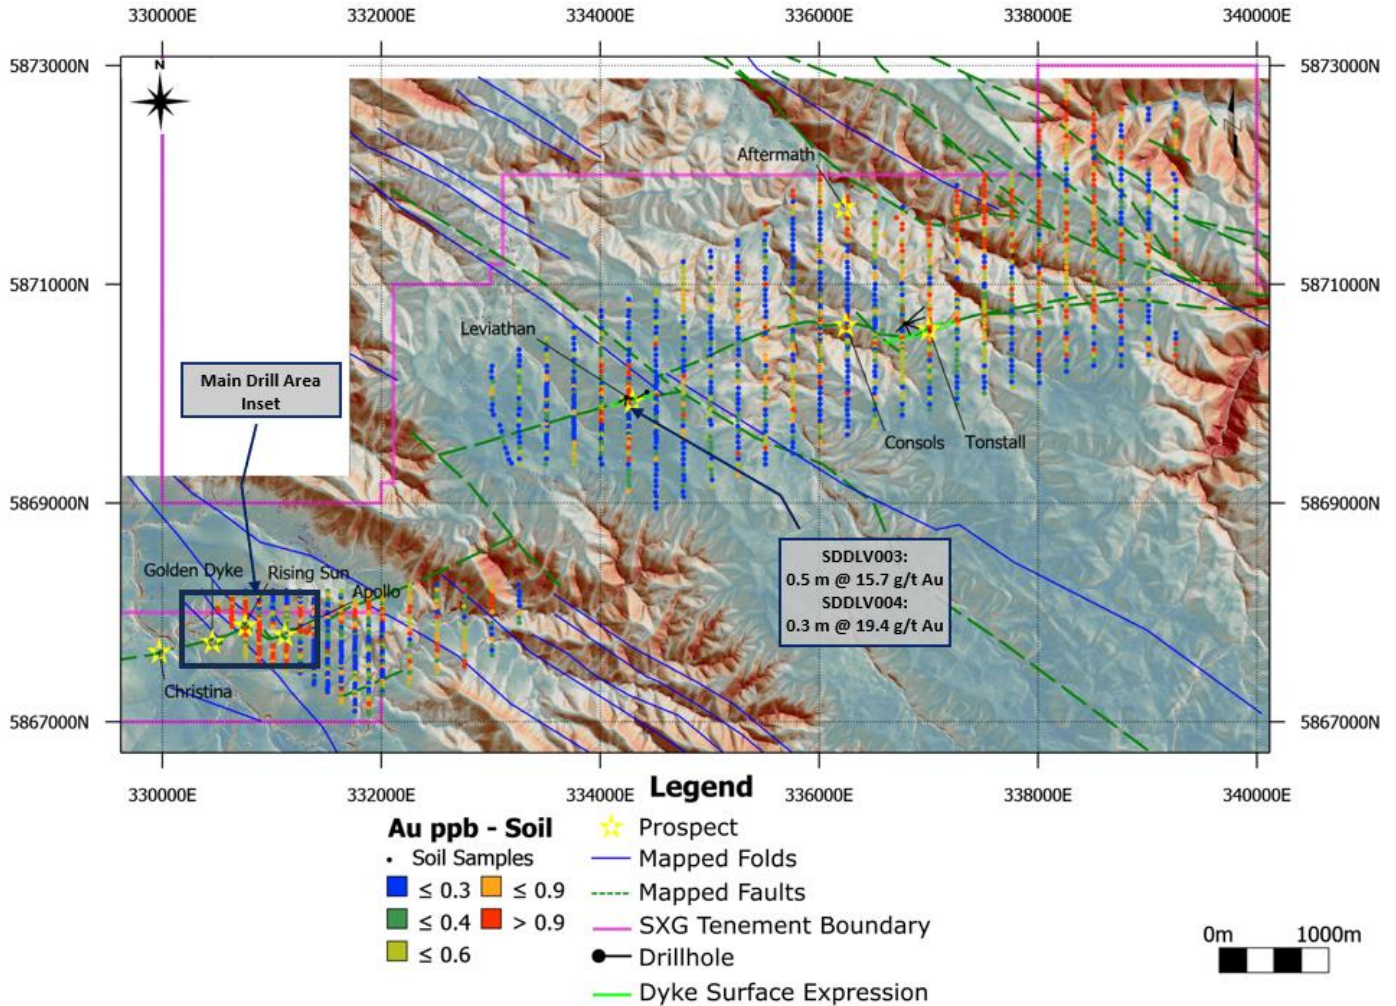 330000E 332000E 334000E 336000E 338000E 340000E
N
5873000N 5873000N
Aftermath
N
5871000N 5871000N
Leviathan
Main Drill Area
Inset
Consols Tonstall
5869000N 5869000N
SDDLV003:
0.5 m @ 15.7 g/t Au
SDDLV004:
0.3 m @ 19.4 g/t Au
Golden Dyke Rising Sun
Apollo
Christina
5867000N 5867000N
330000E 332000E 334000E 336000E 338000E 340000E
Legend
Au ppb - Soil
Soil Samples
≤ 0.3 ≤ 0.9
≤ 0.4 > 0.9
≤ 0.6
Prospect
Mapped Folds
Mapped Faults
SXG Tenement Boundary
Drillhole
Dyke Surface Expression
0m 1000m